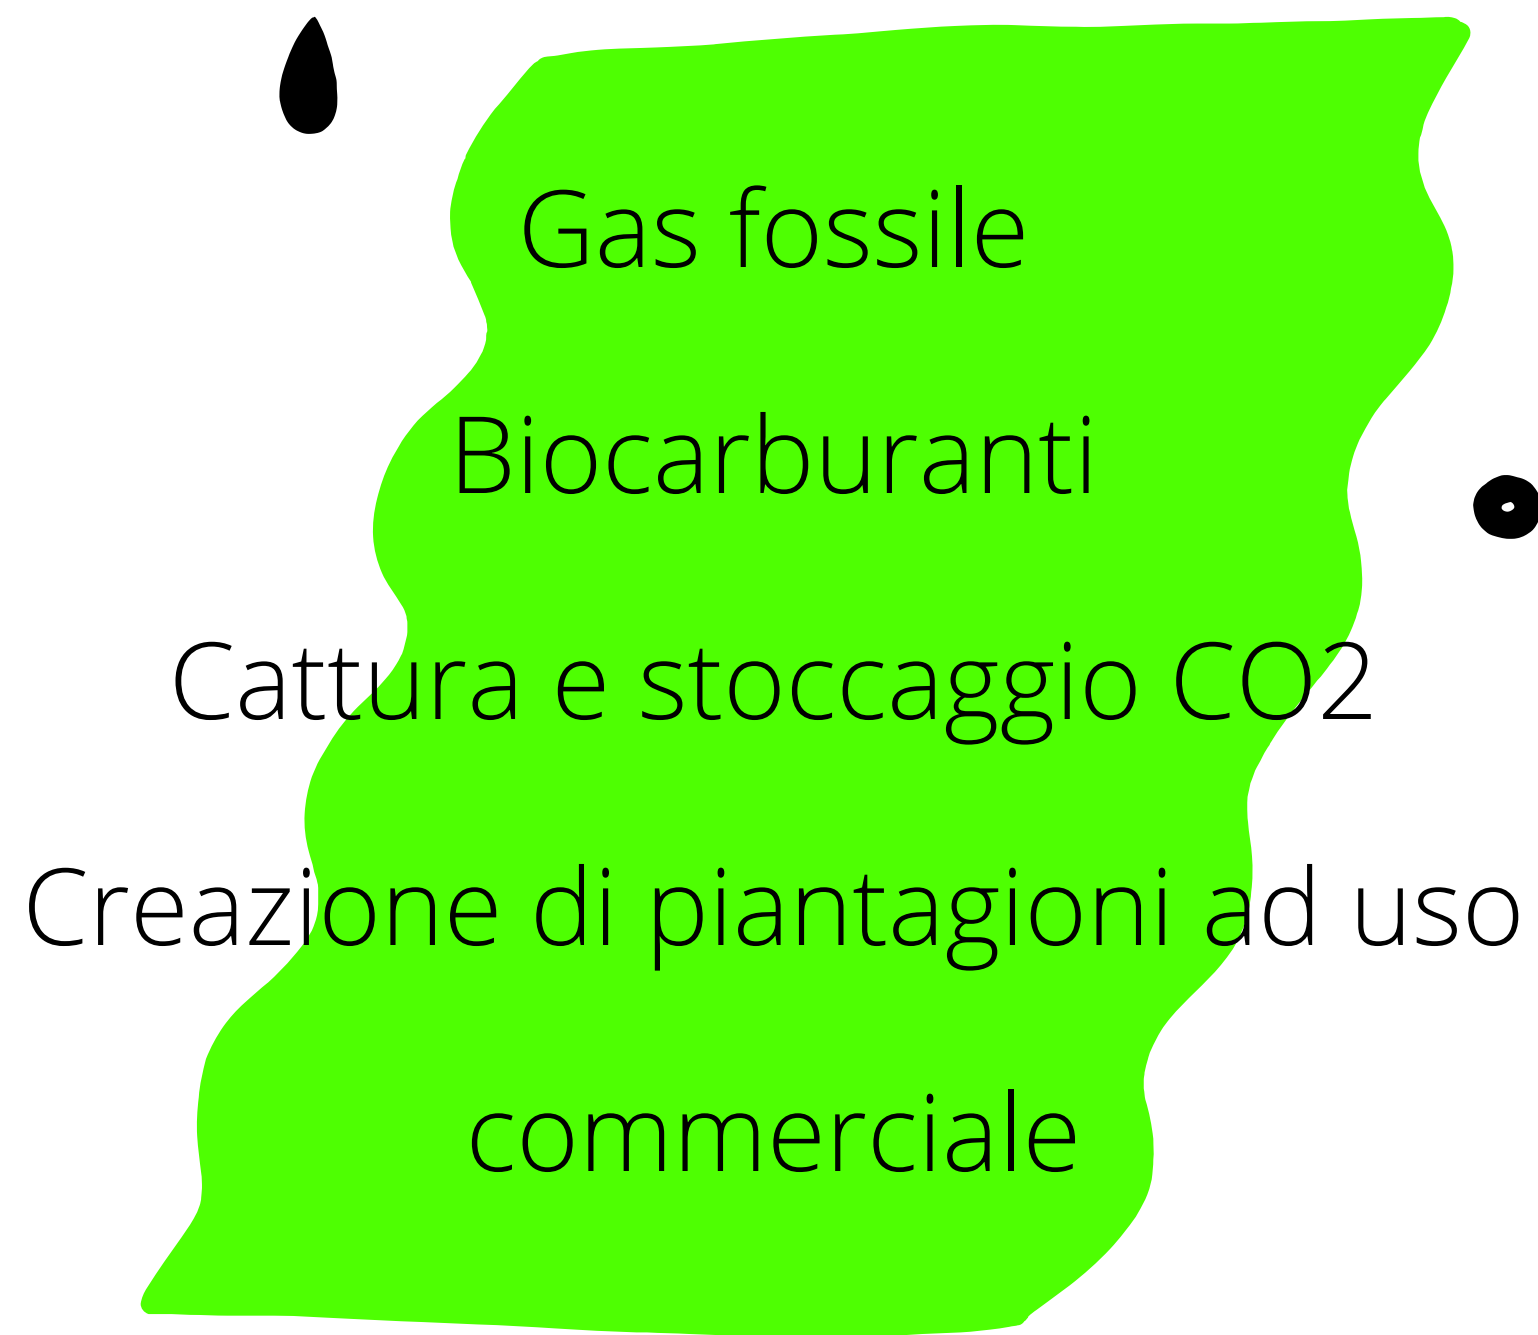 Gas fossile
Biocarburanti
Cattura e stoccaggio CO2
Creazione di piantagioni ad uso
commerciale